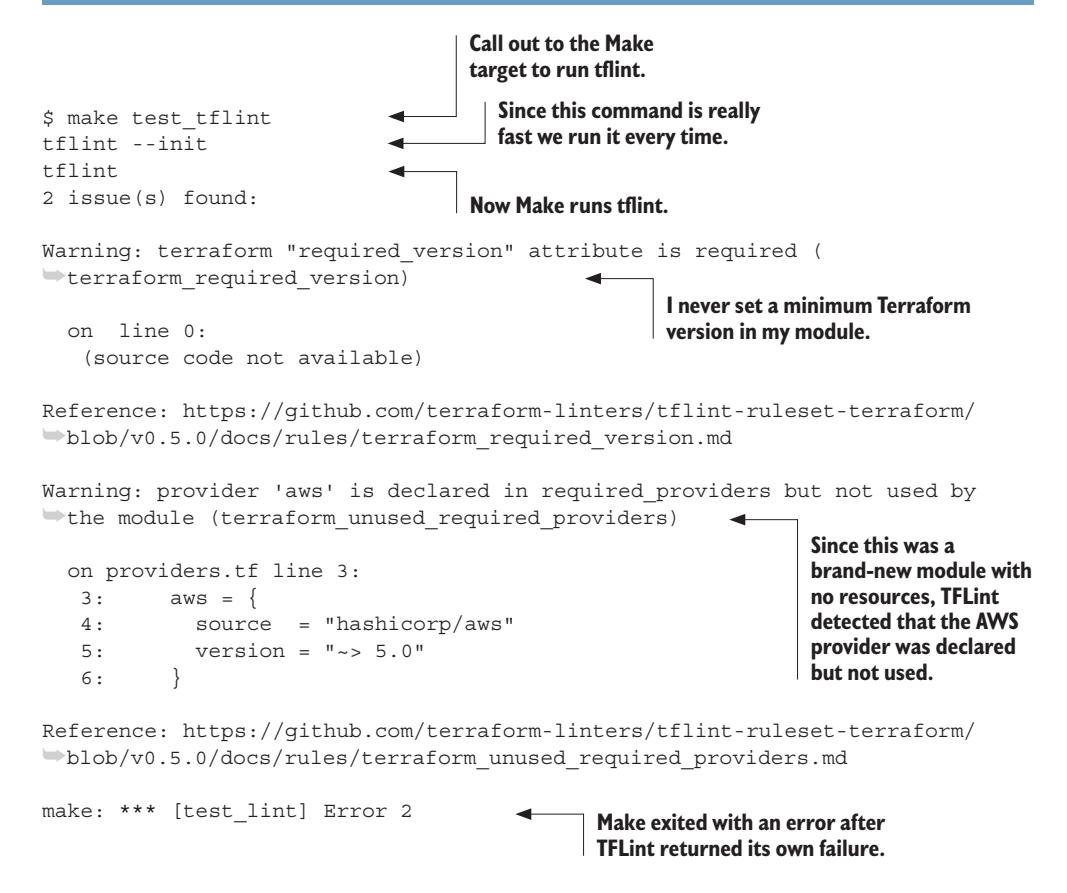 Call out to the Make
target to run tflint.
$ make test_tflint
Since this command is really
fast we run it every time.
tflint --init
tflint
2 issue(s) found:
Now Make runs tflint.
Warning: terraform "required_version" attribute is required (
➥terraform_required_version)
I never set a minimum Terraform
version in my module.
on  line 0:
(source code not available)
Reference: https://github.com/terraform-linters/tflint-ruleset-terraform/
➥blob/v0.5.0/docs/rules/terraform_required_version.md
Warning: provider 'aws' is declared in required_providers but not used by
➥the module (terraform_unused_required_providers)
Since this was a
brand-new module with
no resources, TFLint
detected that the AWS
provider was declared
but not used.
on providers.tf line 3:
3:     aws = {
4:       source  = "hashicorp/aws"
5:       version = "~> 5.0"
6:     }
Reference: https://github.com/terraform-linters/tflint-ruleset-terraform/
➥blob/v0.5.0/docs/rules/terraform_unused_required_providers.md
make: *** [test_lint] Error 2
Make exited with an error after
TFLint returned its own failure.